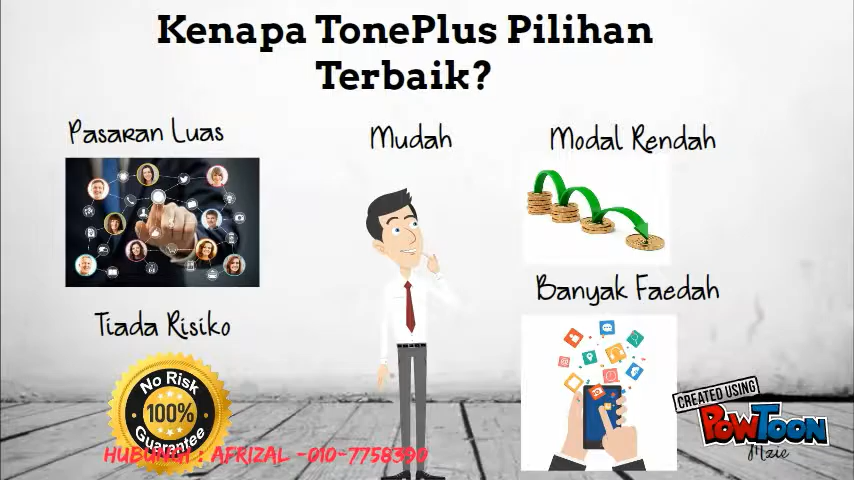 Kenapa TonePlus Pilihan
Terbaik?
Pasaran Luas
Mudah
Modal Rendah
Banyak Faedah
Tiada Risiko
No Risk
100%
Guarantee
HUBUNGI : AFRIZAL -010-7758390
CREATED USING
POWTOON
Mzie